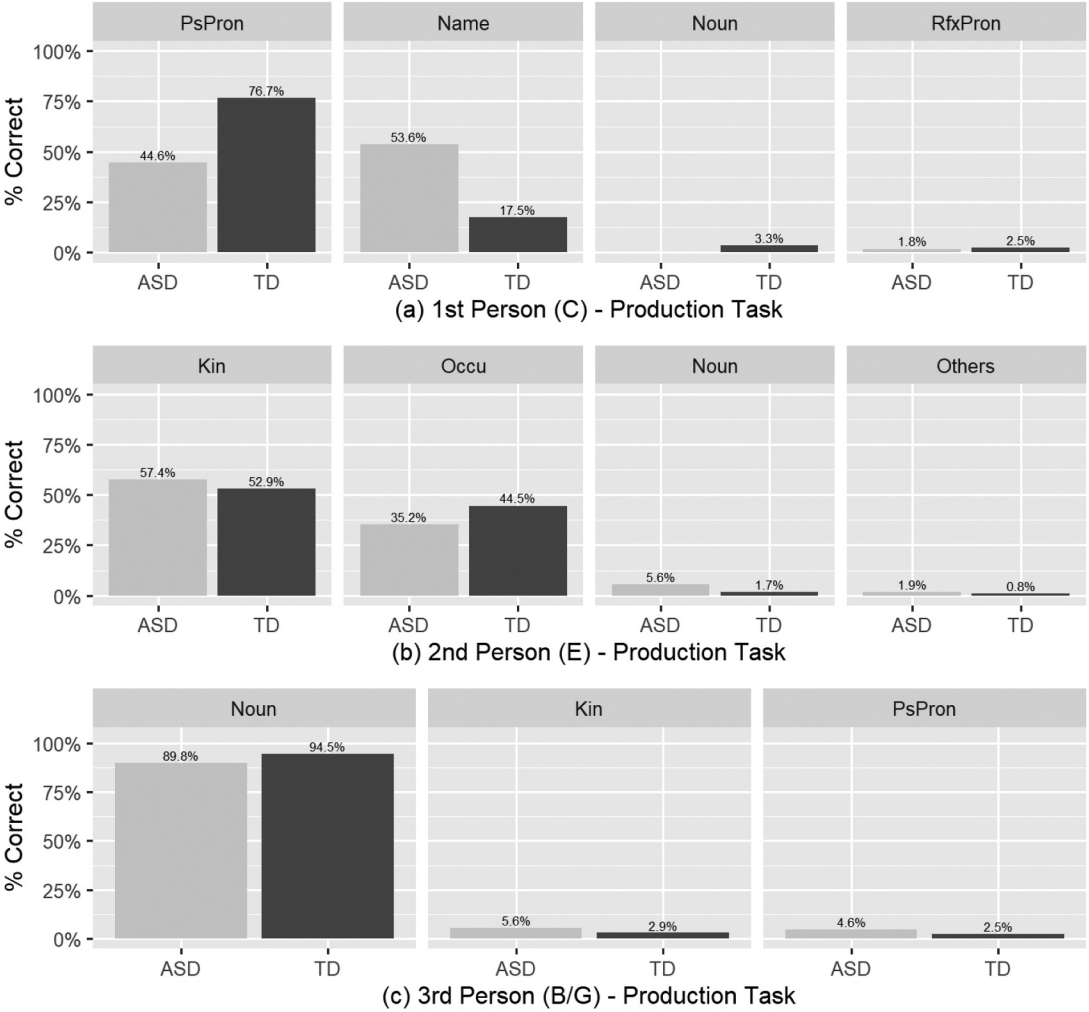 PsPron Name Noun RfxPron
100%
76.7%
75%
53.6%
50%
44.6%
25%
17.5%
3.3% 1.8% 2.5%
0%
% Correct
ASD TD ASD TD ASD TD ASD TD
(a) 1st Person (C) - Production Task
Kin Occu Noun Others
100%
75%
57.4% 52.9%
50%
44.5%
35.2%
25%
5.6% 1.7% 1.9% 0.8%
0%
% Correct
ASD TD ASD TD ASD TD ASD TD
(b) 2nd Person (E) - Production Task
Noun Kin PsPron
100%
89.8% 94.5%
75%
50%
25%
5.6% 2.9% 4.6% 2.5%
0%
% Correct
ASD TD ASD TD ASD TD
(c) 3rd Person (B/G) - Production Task